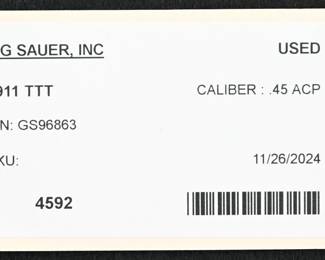 G SAUER, INC USED
911 TTT CALIBER : .45 ACP
N: GS96863
KU: 11/26/2024
4592